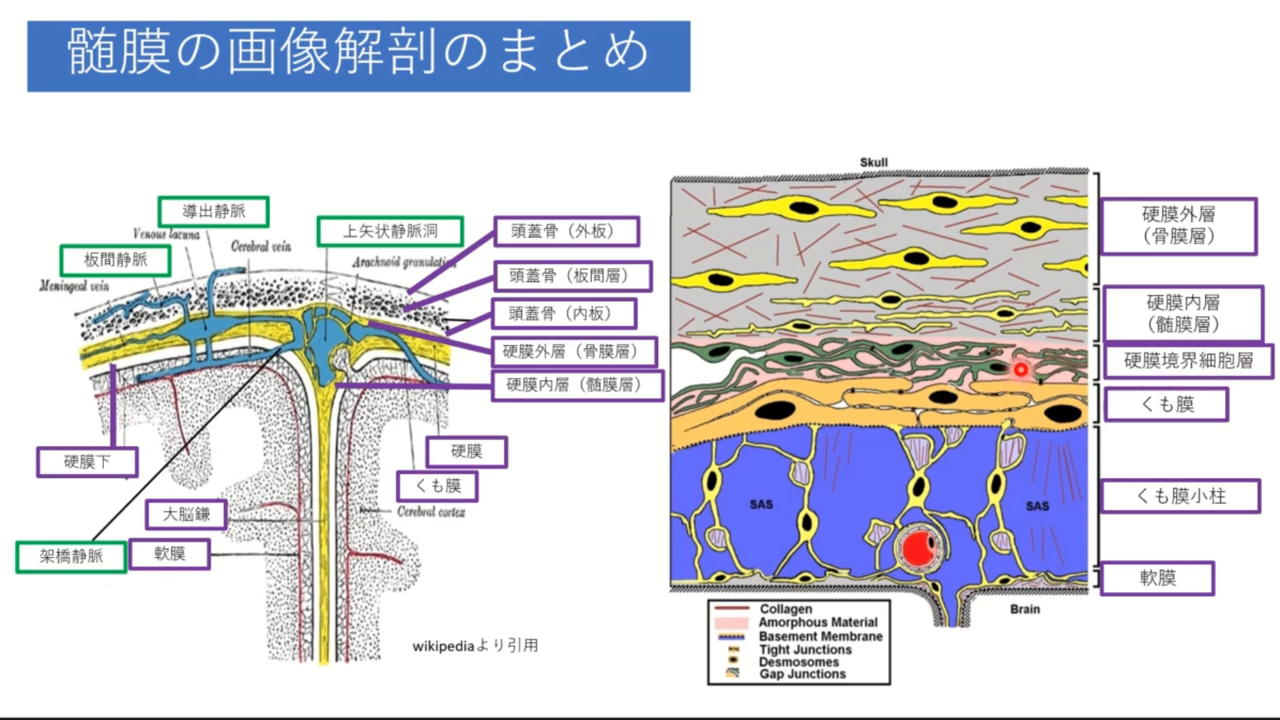 髄膜の画像解剖のまとめ
導出静脈
Venous lacuna
板間静脈
Cerebral vein
上矢状静脈洞
Arachnoid granulation
Meningeal vein
頭蓋骨（外板）
頭蓋骨（板間層）
頭蓋骨（内板）
硬膜外層（骨膜層）
硬膜内層（髄膜層）
硬膜下
硬膜
くも膜
大脳鎌
Cerebral cortex
架橋静脈
軟膜
wikipediaより引用
Skull
硬膜外層
（骨膜層）
硬膜内層
（髄膜層）
硬膜境界細胞層
くも膜
SAS
SAS
くも膜小柱
軟膜
Brain
Collagen
Amorphous Material
Basement Membrane
Tight Junctions
Desmosomes
Gap Junctions